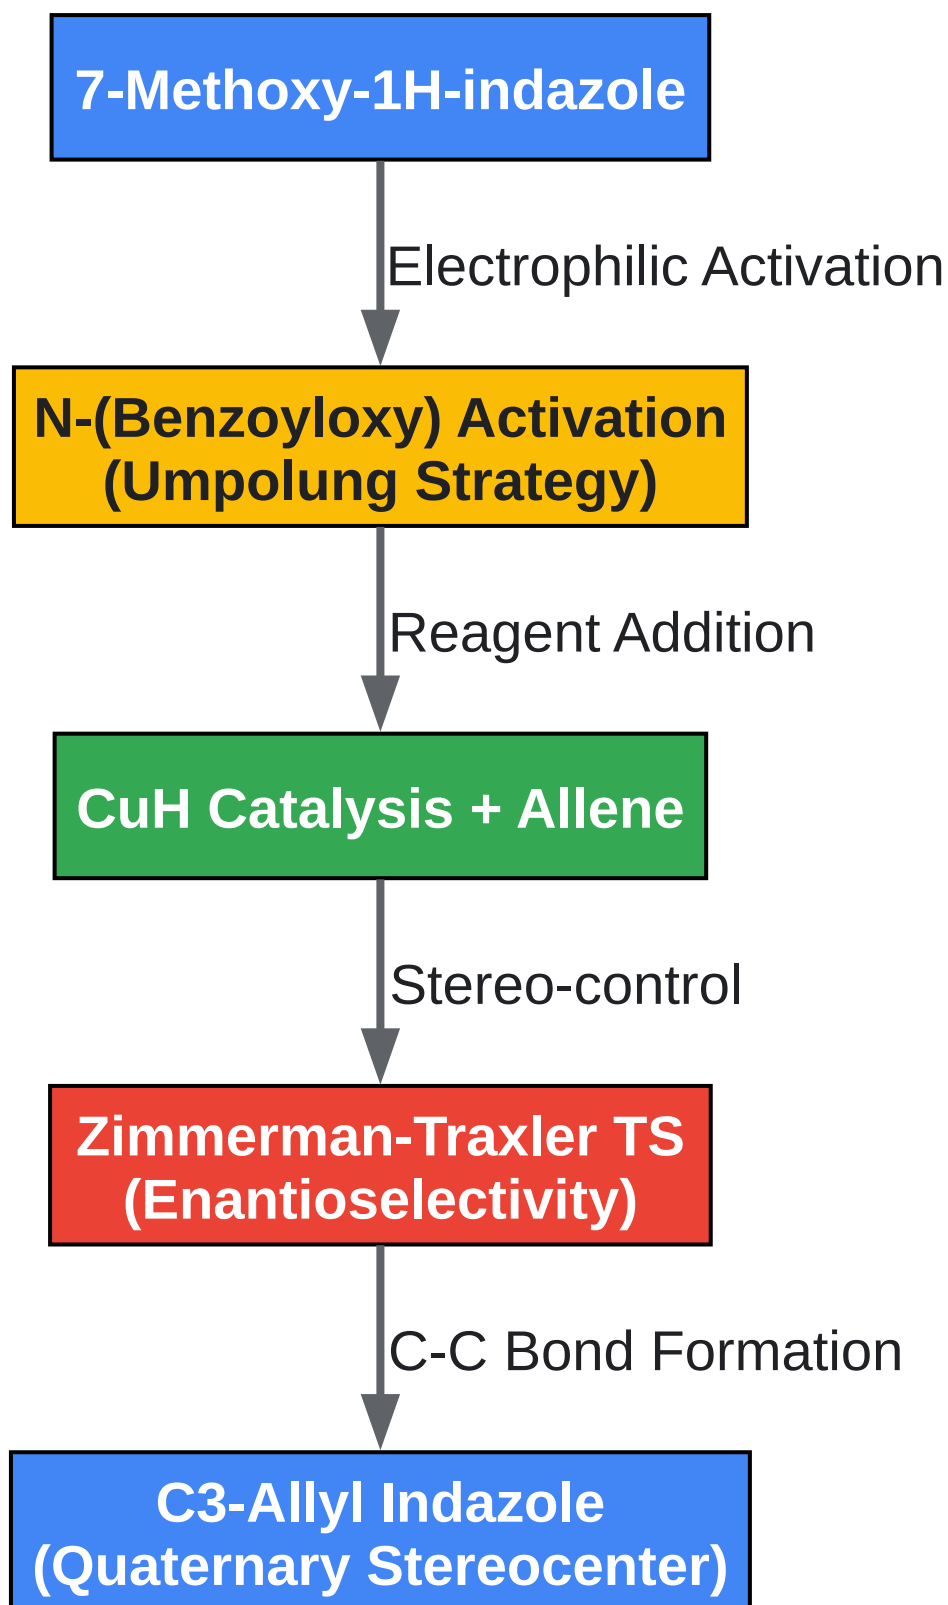 7-Methoxy-1H-indazole
Electrophilic Activation
N-(Benzoyloxy) Activation
(Umpolung Strategy)
Reagent Addition
CuH Catalysis + Allene
Stereo-control
Zimmerman-Traxler TS
(Enantioselectivity)
C-C Bond Formation
C3-Allyl Indazole
(Quaternary Stereocenter)